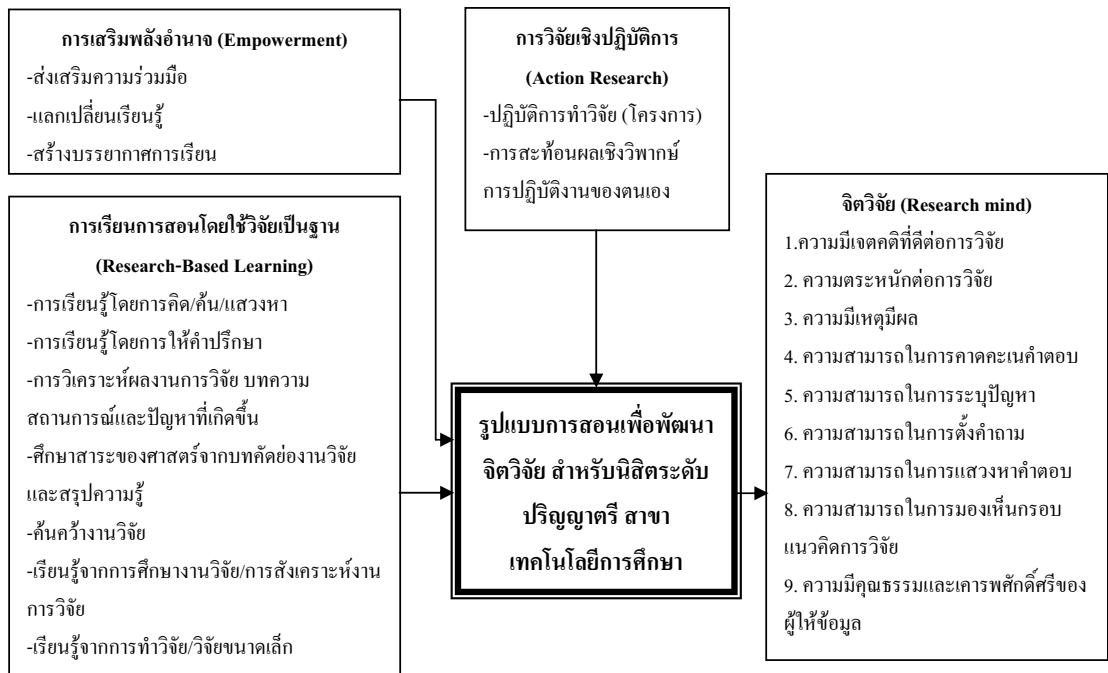 การเสริมพลังอำนาจ (Empowerment)
-ส่งเสริมความร่วมมือ
-แลกเปลี่ยนเรียนรู้
-สร้างบรรยากาศการเรียน
การเรียนการสอนโดยใช้วิจัยเป็นฐาน
(Research-Based Learning)
-การเรียนรู้โดยการคิด/ค้น/แสวงหา
-การเรียนรู้โดยการให้คำปรึกษา
-การวิเคราะห์ผลงานการวิจัย บทความ
สถานการณ์และปัญหาที่เกิดขึ้น
-ศึกษาสาระของศาสตร์จากบทคัดย่องานวิจัย
และสรุปความรู้
-ค้นคว้างานวิจัย
-เรียนรู้จากการศึกษางานวิจัย/การสังเคราะห์งาน
การวิจัย
-เรียนรู้จากการทำวิจัย/วิจัยขนาดเล็ก
การวิจัยเชิงปฏิบัติการ
(Action Research)
-ปฏิบัติการทำวิจัย (โครงการ)
-การสะท้อนผลเชิงวิพากษ์
การปฏิบัติงานของตนเอง
รูปแบบการสอนเพื่อพัฒนา
จิตวิจัย สำหรับนิสิตระดับ
ปริญญาตรี สาขา
เทคโนโลยีการศึกษา
จิตวิจัย (Research mind)
1.ความมีเจตคติที่ดีต่อการวิจัย
2. ความตระหนักต่อการวิจัย
3. ความมีเหตุมีผล
4. ความสามารถในการคาดคะเนคำตอบ
5. ความสามารถในการระบุปัญหา
6. ความสามารถในการตั้งคำถาม
7. ความสามารถในการแสวงหาคำตอบ
8. ความสามารถในการมองเห็นกรอบ
แนวคิดการวิจัย
9. ความมีคุณธรรมและเคารพศักดิ์ศรีของ
ผู้ให้ข้อมูล